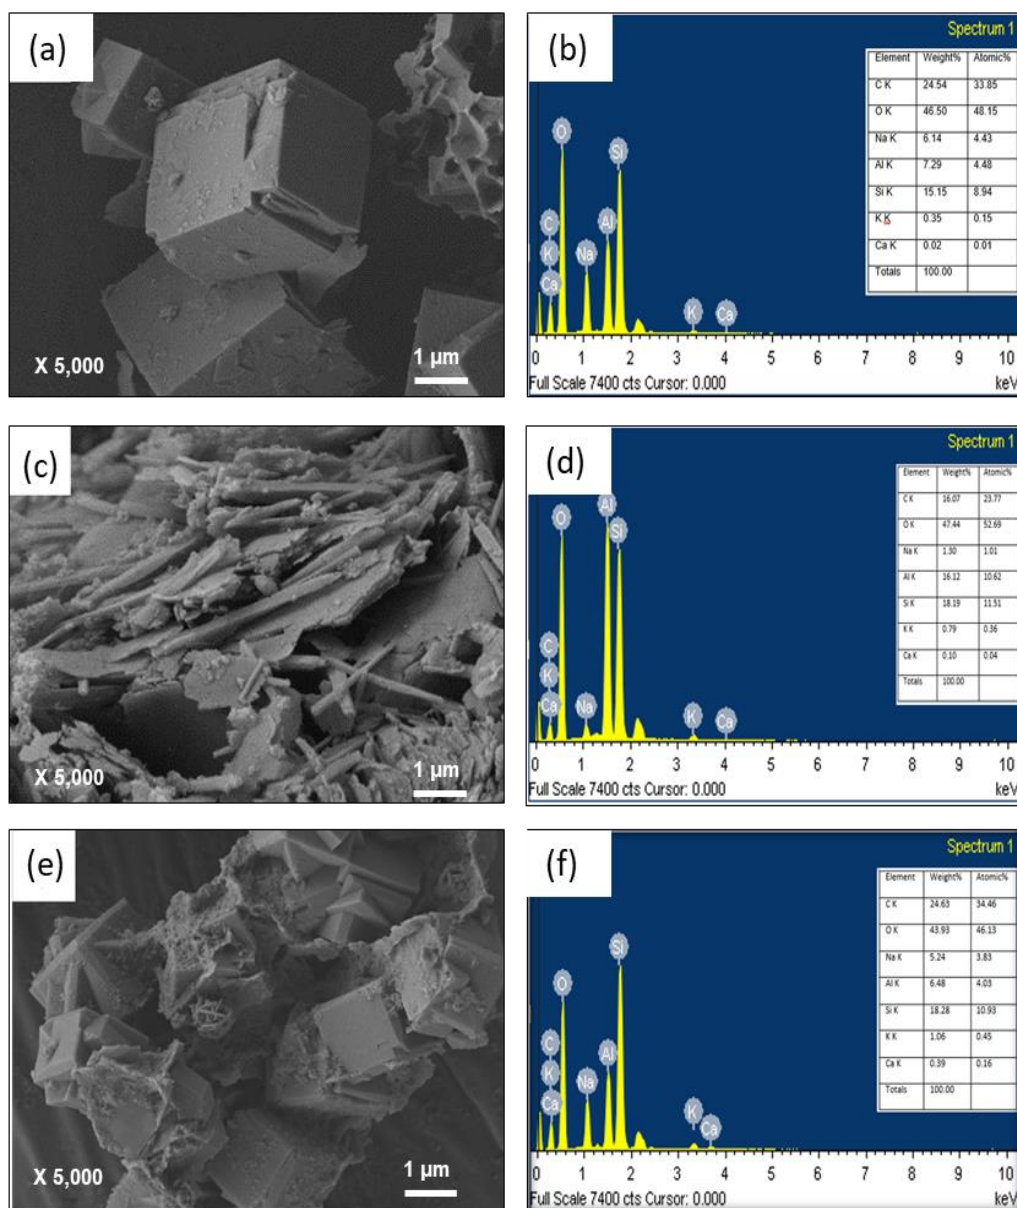 (a)
X 5,000
1 µm
(b)
Spectrum 1
Element Weight% Atomic%
C K 24.54 33.85
O K 46.50 48.15
Na K 6.14 4.43
Al K 7.29 4.48
Si K 15.15 8.94
K K 0.35 0.15
Ca K 0.02 0.01
Totals 100.00
O
Si
C
Al
K
Na
Ca
K
Ca
0 1 2 3 4 5 6 7 8 9 10
Full Scale 7400 cts Cursor: 0.000 keV
(c)
X 5,000
1 µm
(d)
Spectrum 1
Element Weight% Atomic%
C K 16.07 23.77
O K 47.44 52.69
Na K 1.30 1.01
Al K 16.12 10.62
Si K 18.19 11.51
K K 0.79 0.36
Ca K 0.10 0.04
Totals 100.00
Al
O
Si
C
K
Ca
Na
K
Ca
0 1 2 3 4 5 6 7 8 9 10
Full Scale 7400 cts Cursor: 0.000 keV
(e)
X 5,000
1 µm
(f)
Spectrum 1
Element Weight% Atomic%
C K 24.63 34.46
O K 43.93 46.13
Na K 5.24 3.83
Al K 6.48 4.03
Si K 18.28 10.93
K K 1.06 0.45
Ca K 0.39 0.16
Totals 100.00
Si
O
C
Al
K
Na
Ca
K
Ca
0 1 2 3 4 5 6 7 8 9 10
Full Scale 7400 cts Cursor: 0.000 keV